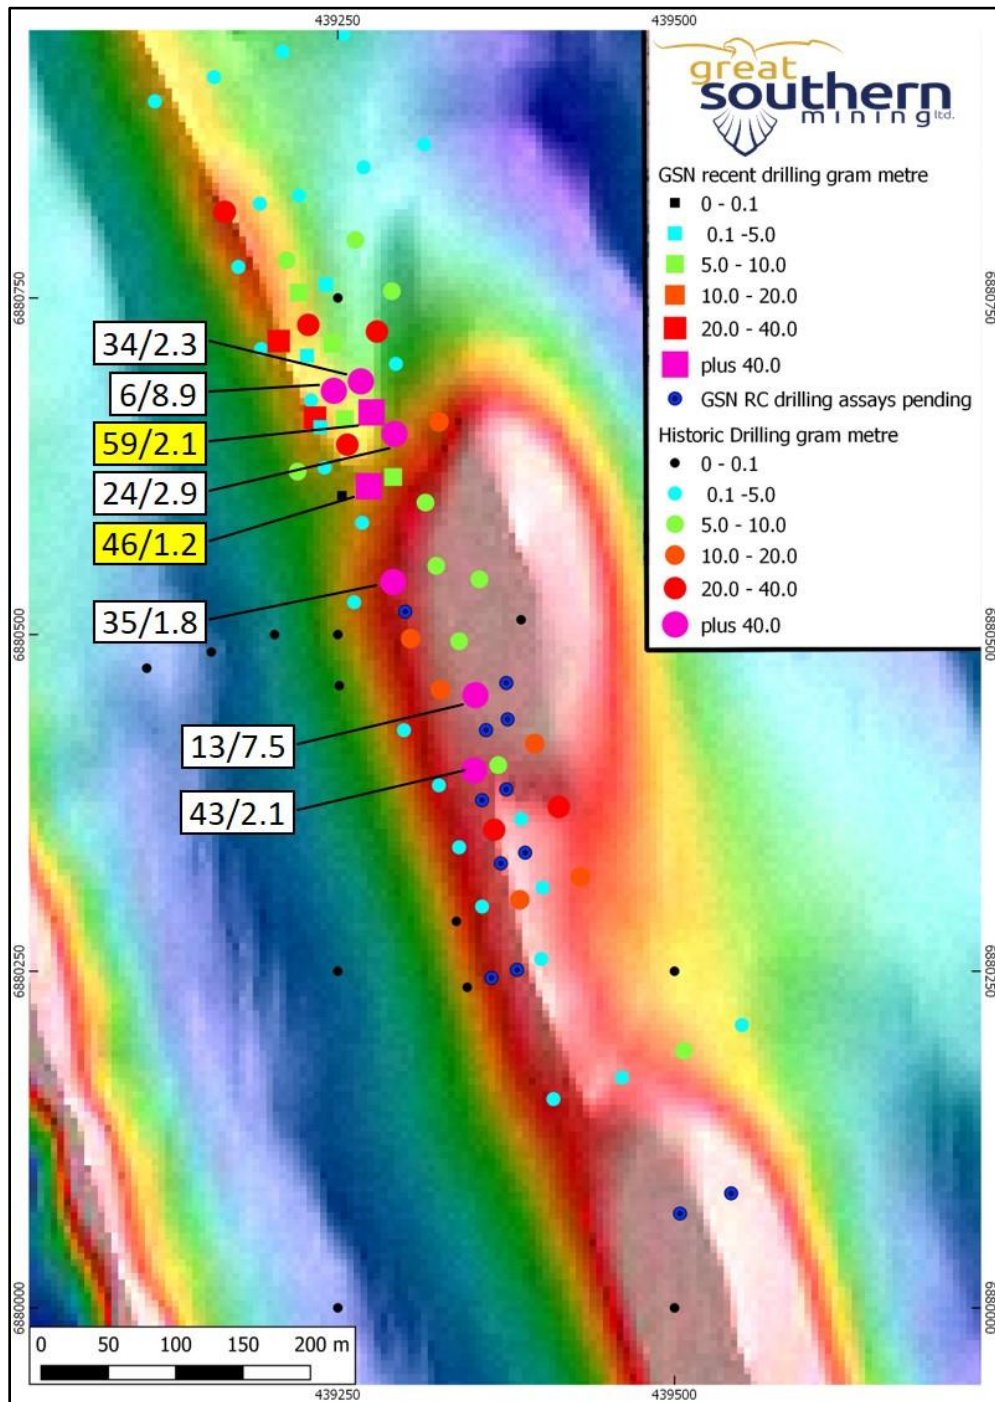 439250
439500
great
southern
mining ltd.
GSN recent drilling gram metre
0 - 0.1
0.1 -5.0
5.0 - 10.0
10.0 - 20.0
20.0 - 40.0
plus 40.0
GSN RC drilling assays pending
Historic Drilling gram metre
0 - 0.1
0.1 -5.0
5.0 - 10.0
10.0 - 20.0
20.0 - 40.0
plus 40.0
6880750
6880750
34/2.3
6/8.9
59/2.1
24/2.9
46/1.2
35/1.8
6880500
6880500
13/7.5
43/2.1
6880250
6880250
6880000
6880000
0 50 100 150 200 m
439250
439500